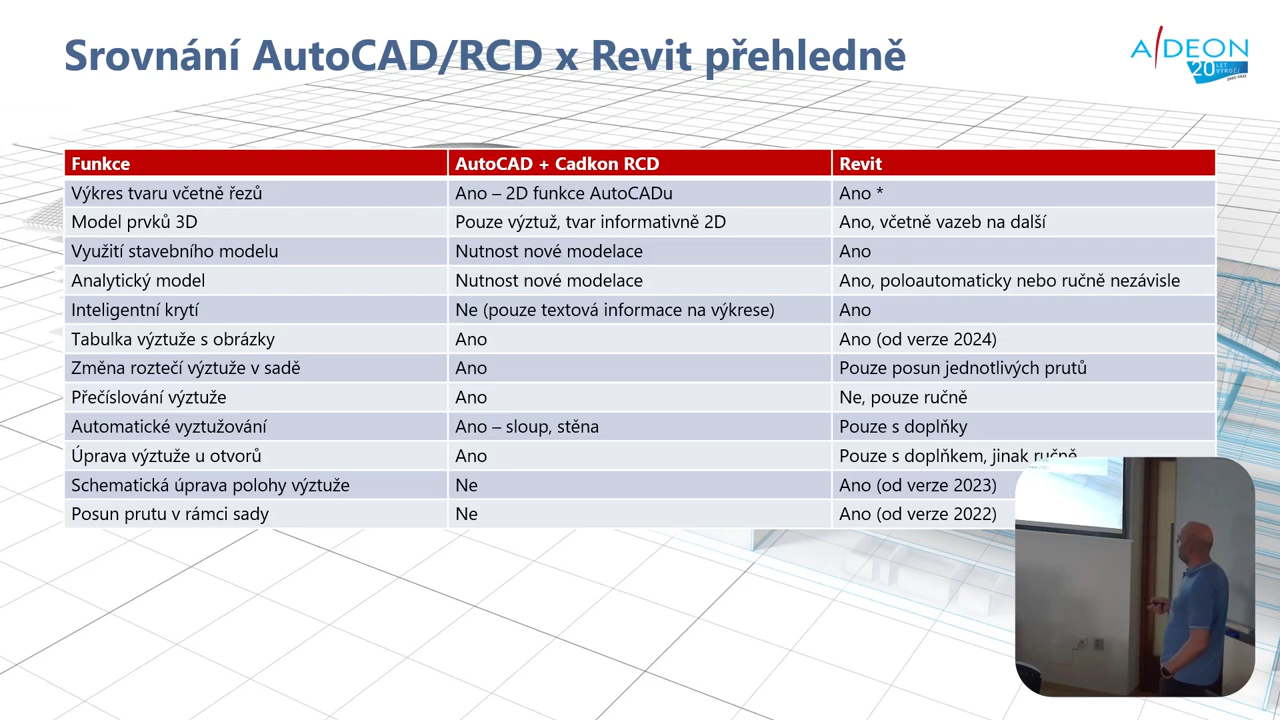 Srovnání AutoCAD/RCD x Revit přehledně
A/DEON
20 LET
VÝROČÍ
Funkce AutoCAD + Cadkon RCD Revit
Výkres tvaru včetně řezů Ano – 2D funkce AutoCADu Ano *
Model prvků 3D Pouze výztuž, tvar informativně 2D Ano, včetně vazeb na další
Využití stavebního modelu Nutnost nové modelace Ano
Analytický model Nutnost nové modelace Ano, poloautomaticky nebo ručně nezávisle
Inteligentní krytí Ne (pouze textová informace na výkrese) Ano
Tabulka výztuže s obrázky Ano Ano (od verze 2024)
Změna roztečí výztuže v sadě Ano Pouze posun jednotlivých prutů
Přečíslování výztuže Ano Ne, pouze ručně
Automatické vyztužování Ano – sloup, stěna Pouze s doplňky
Úprava výztuže u otvorů Ano Pouze s doplňkem, jinak ručně
Schematická úprava polohy výztuže Ne Ano (od verze 2023)
Posun prutu v rámci sady Ne Ano (od verze 2022)